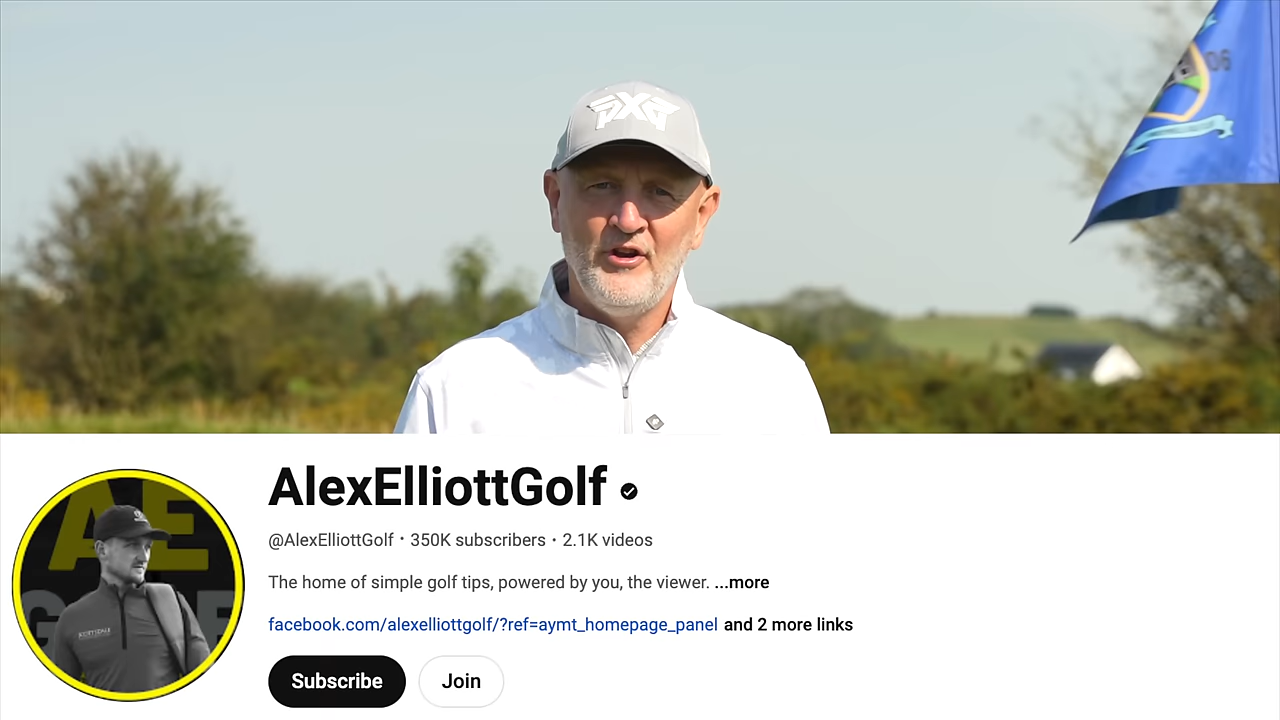 PXG
06
AlexElliottGolf
@AlexElliottGolf • 350K subscribers • 2.1K videos
The home of simple golf tips, powered by you, the viewer. ...more
facebook.com/alexelliottgolf/?ref=aymt_homepage_panel and 2 more links
AE
Subscribe Join